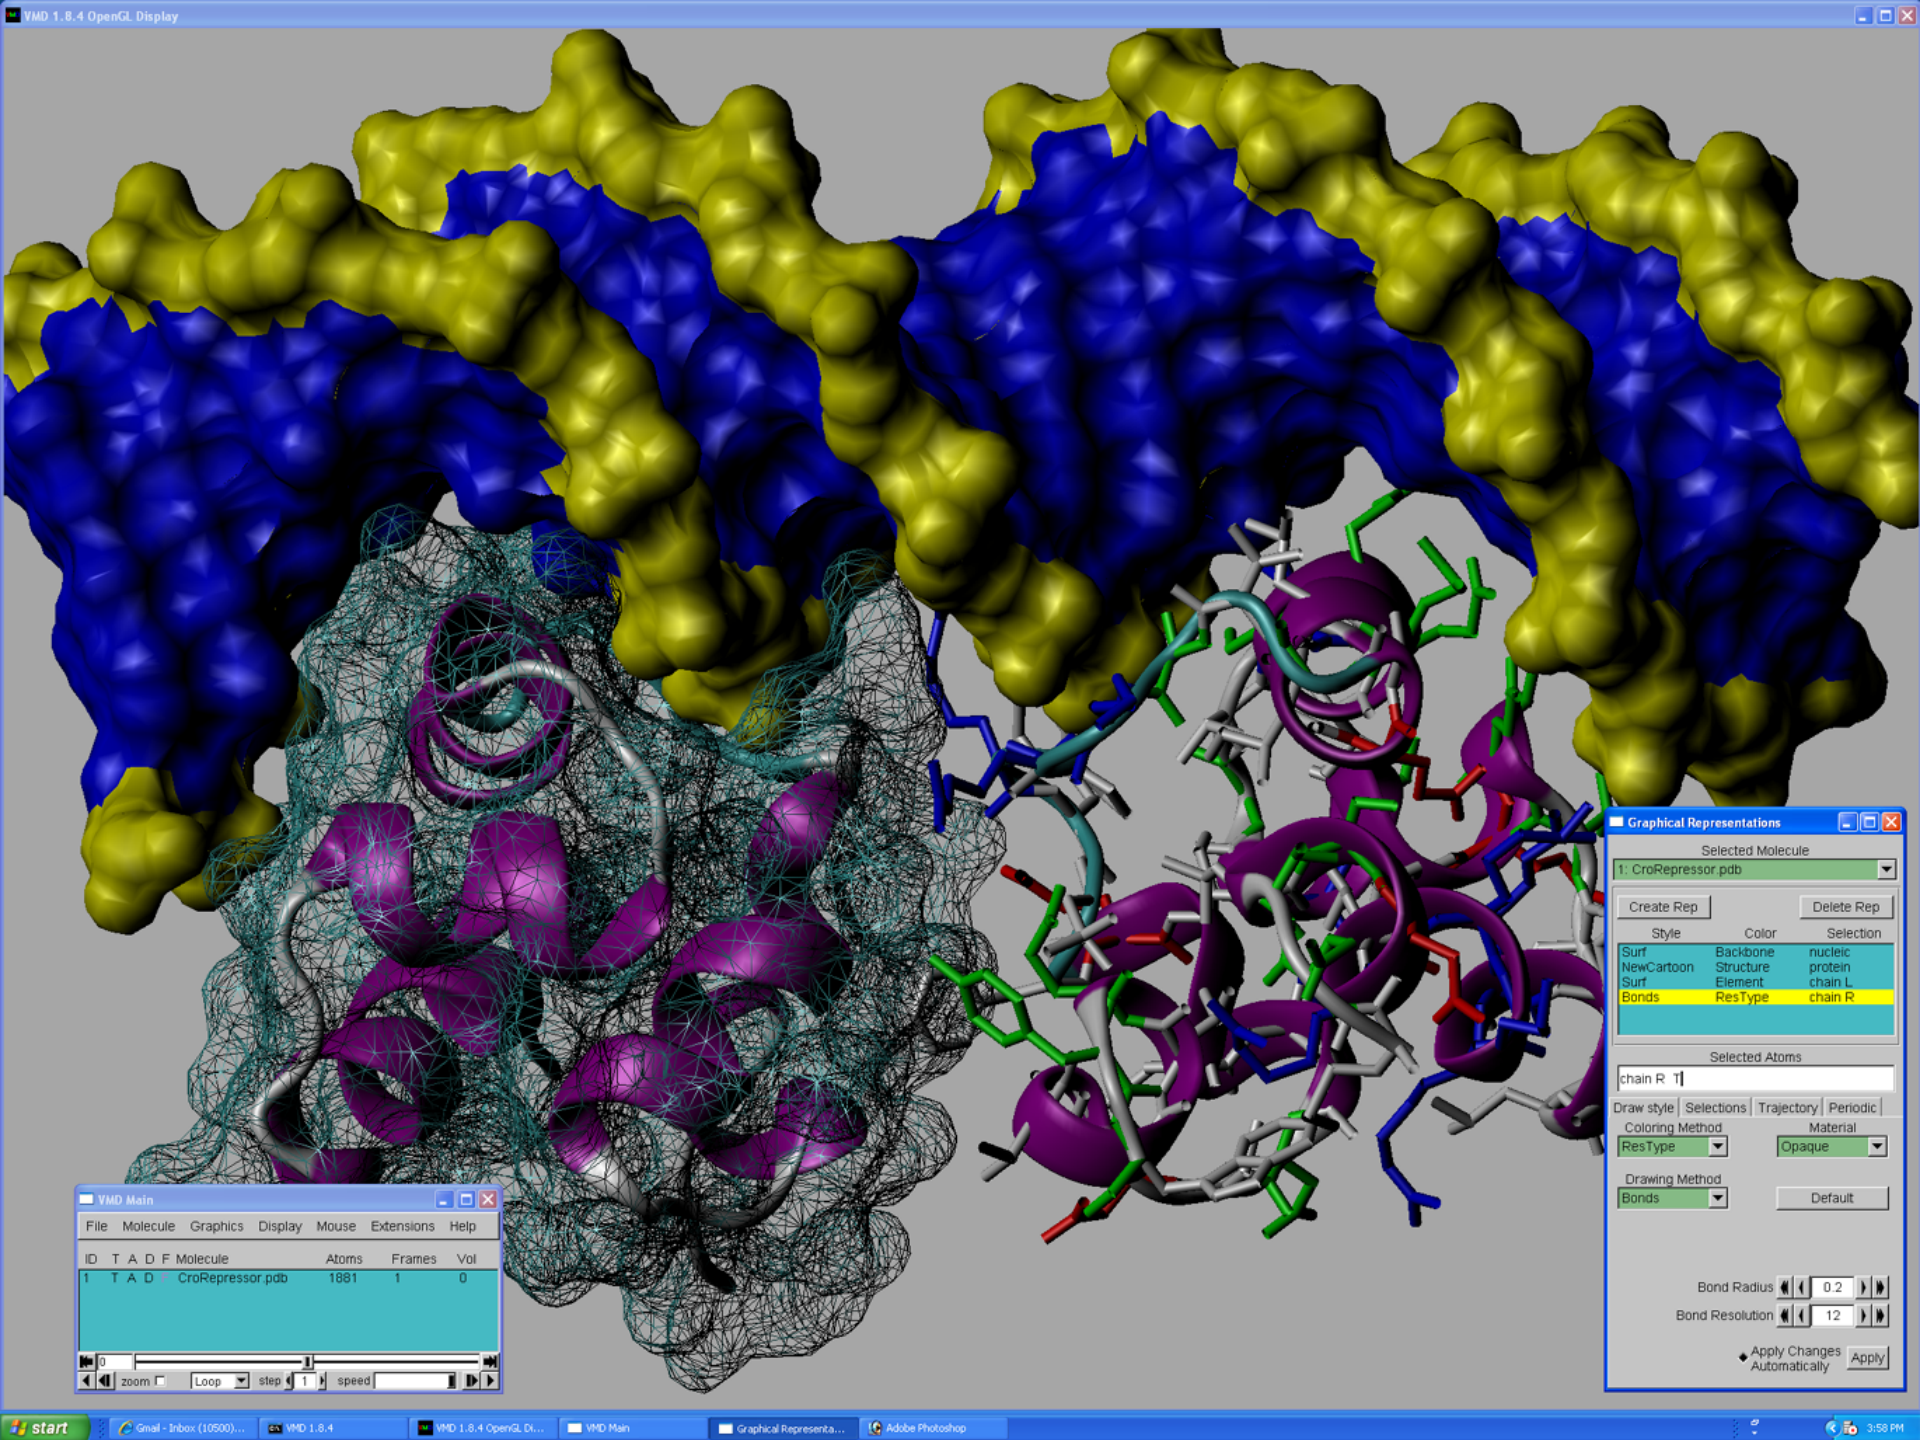 VMD 1.8.4 OpenGL Display
Graphical Representations
Selected Molecule
1: CroRepressor.pdb
Create Rep Delete Rep
Style Color Selection
Surf Backbone nucleic
NewCartoon Structure protein
Surf Element chain L
Bonds ResType chain R
Selected Atoms
chain R T
Draw style Selections Trajectory Periodic
Coloring Method Material
ResType Opaque
Drawing Method
Bonds Default
Bond Radius 0.2
Bond Resolution 12
Apply Changes
Automatically Apply
VMD Main
File Molecule Graphics Display Mouse Extensions Help
ID T A D F Molecule Atoms Frames Vol
1 T A D F CroRepressor.pdb 1881 1 0
0
zoom Loop step 1 speed
start Gmail - Inbox (10500)... VMD 1.8.4 VMD 1.8.4 OpenGL Di... VMD Main Graphical Representa... Adobe Photoshop 3:58 PM